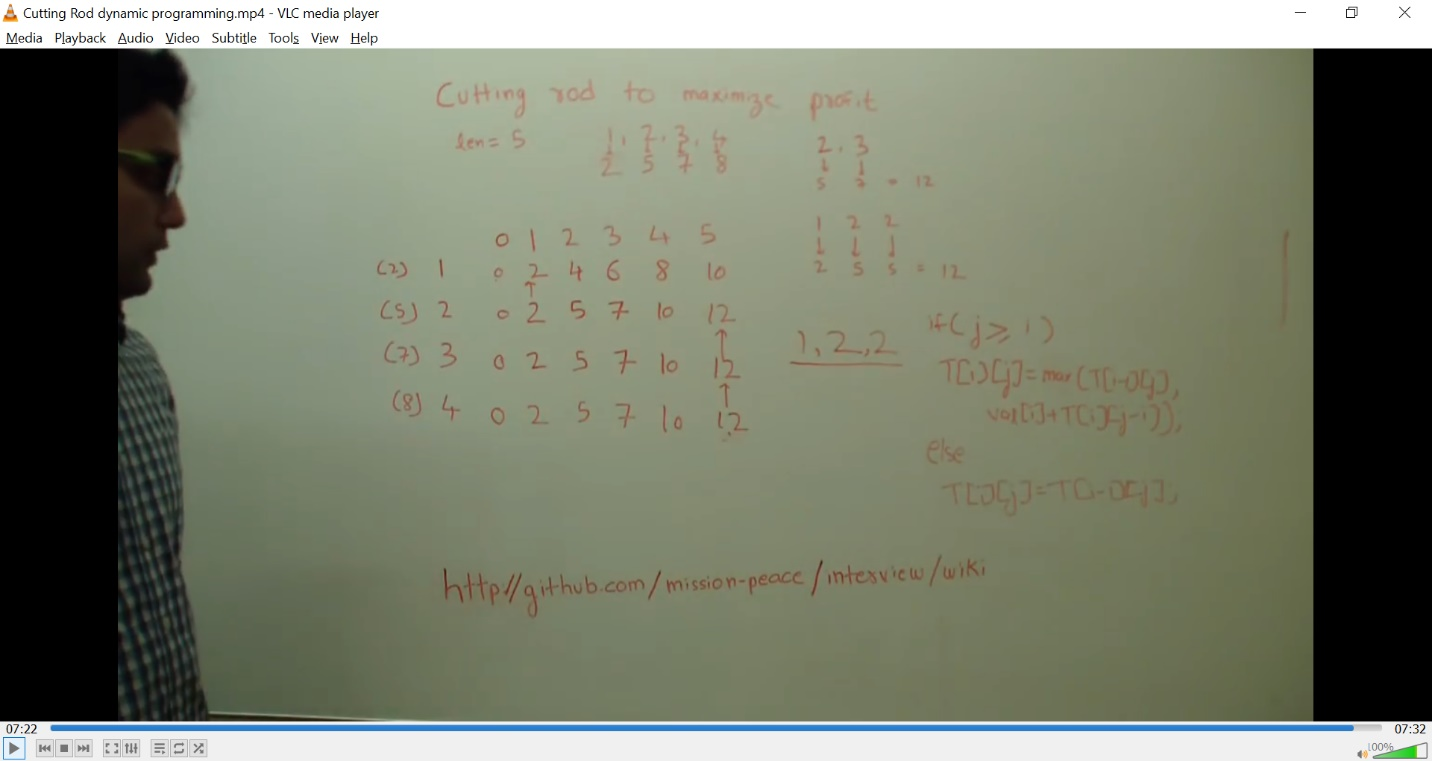 Cutting Rod dynamic programming.mp4 - VLC media player
Media Playback Audio Video Subtitle Tools View Help
Cutting rod to maximize profit
len= 5
1, 2, 3, 4
2 5 7 8
2, 3
5 7 = 12
1 2 2
2 5 5 = 12
0 1 2 3 4 5
(2) 1 0 2 4 6 8 10
(5) 2 0 2 5 7 10 12
(7) 3 0 2 5 7 10 12
(8) 4 0 2 5 7 10 12
1, 2, 2
if(j≥i)
T[i][j]=max(T[i-1][j],
val[i]+T[i][j-i]);
else
T[i][j]=T[i-1][j];
http://github.com/mission-peace/interview/wiki
07:22 07:32
100%